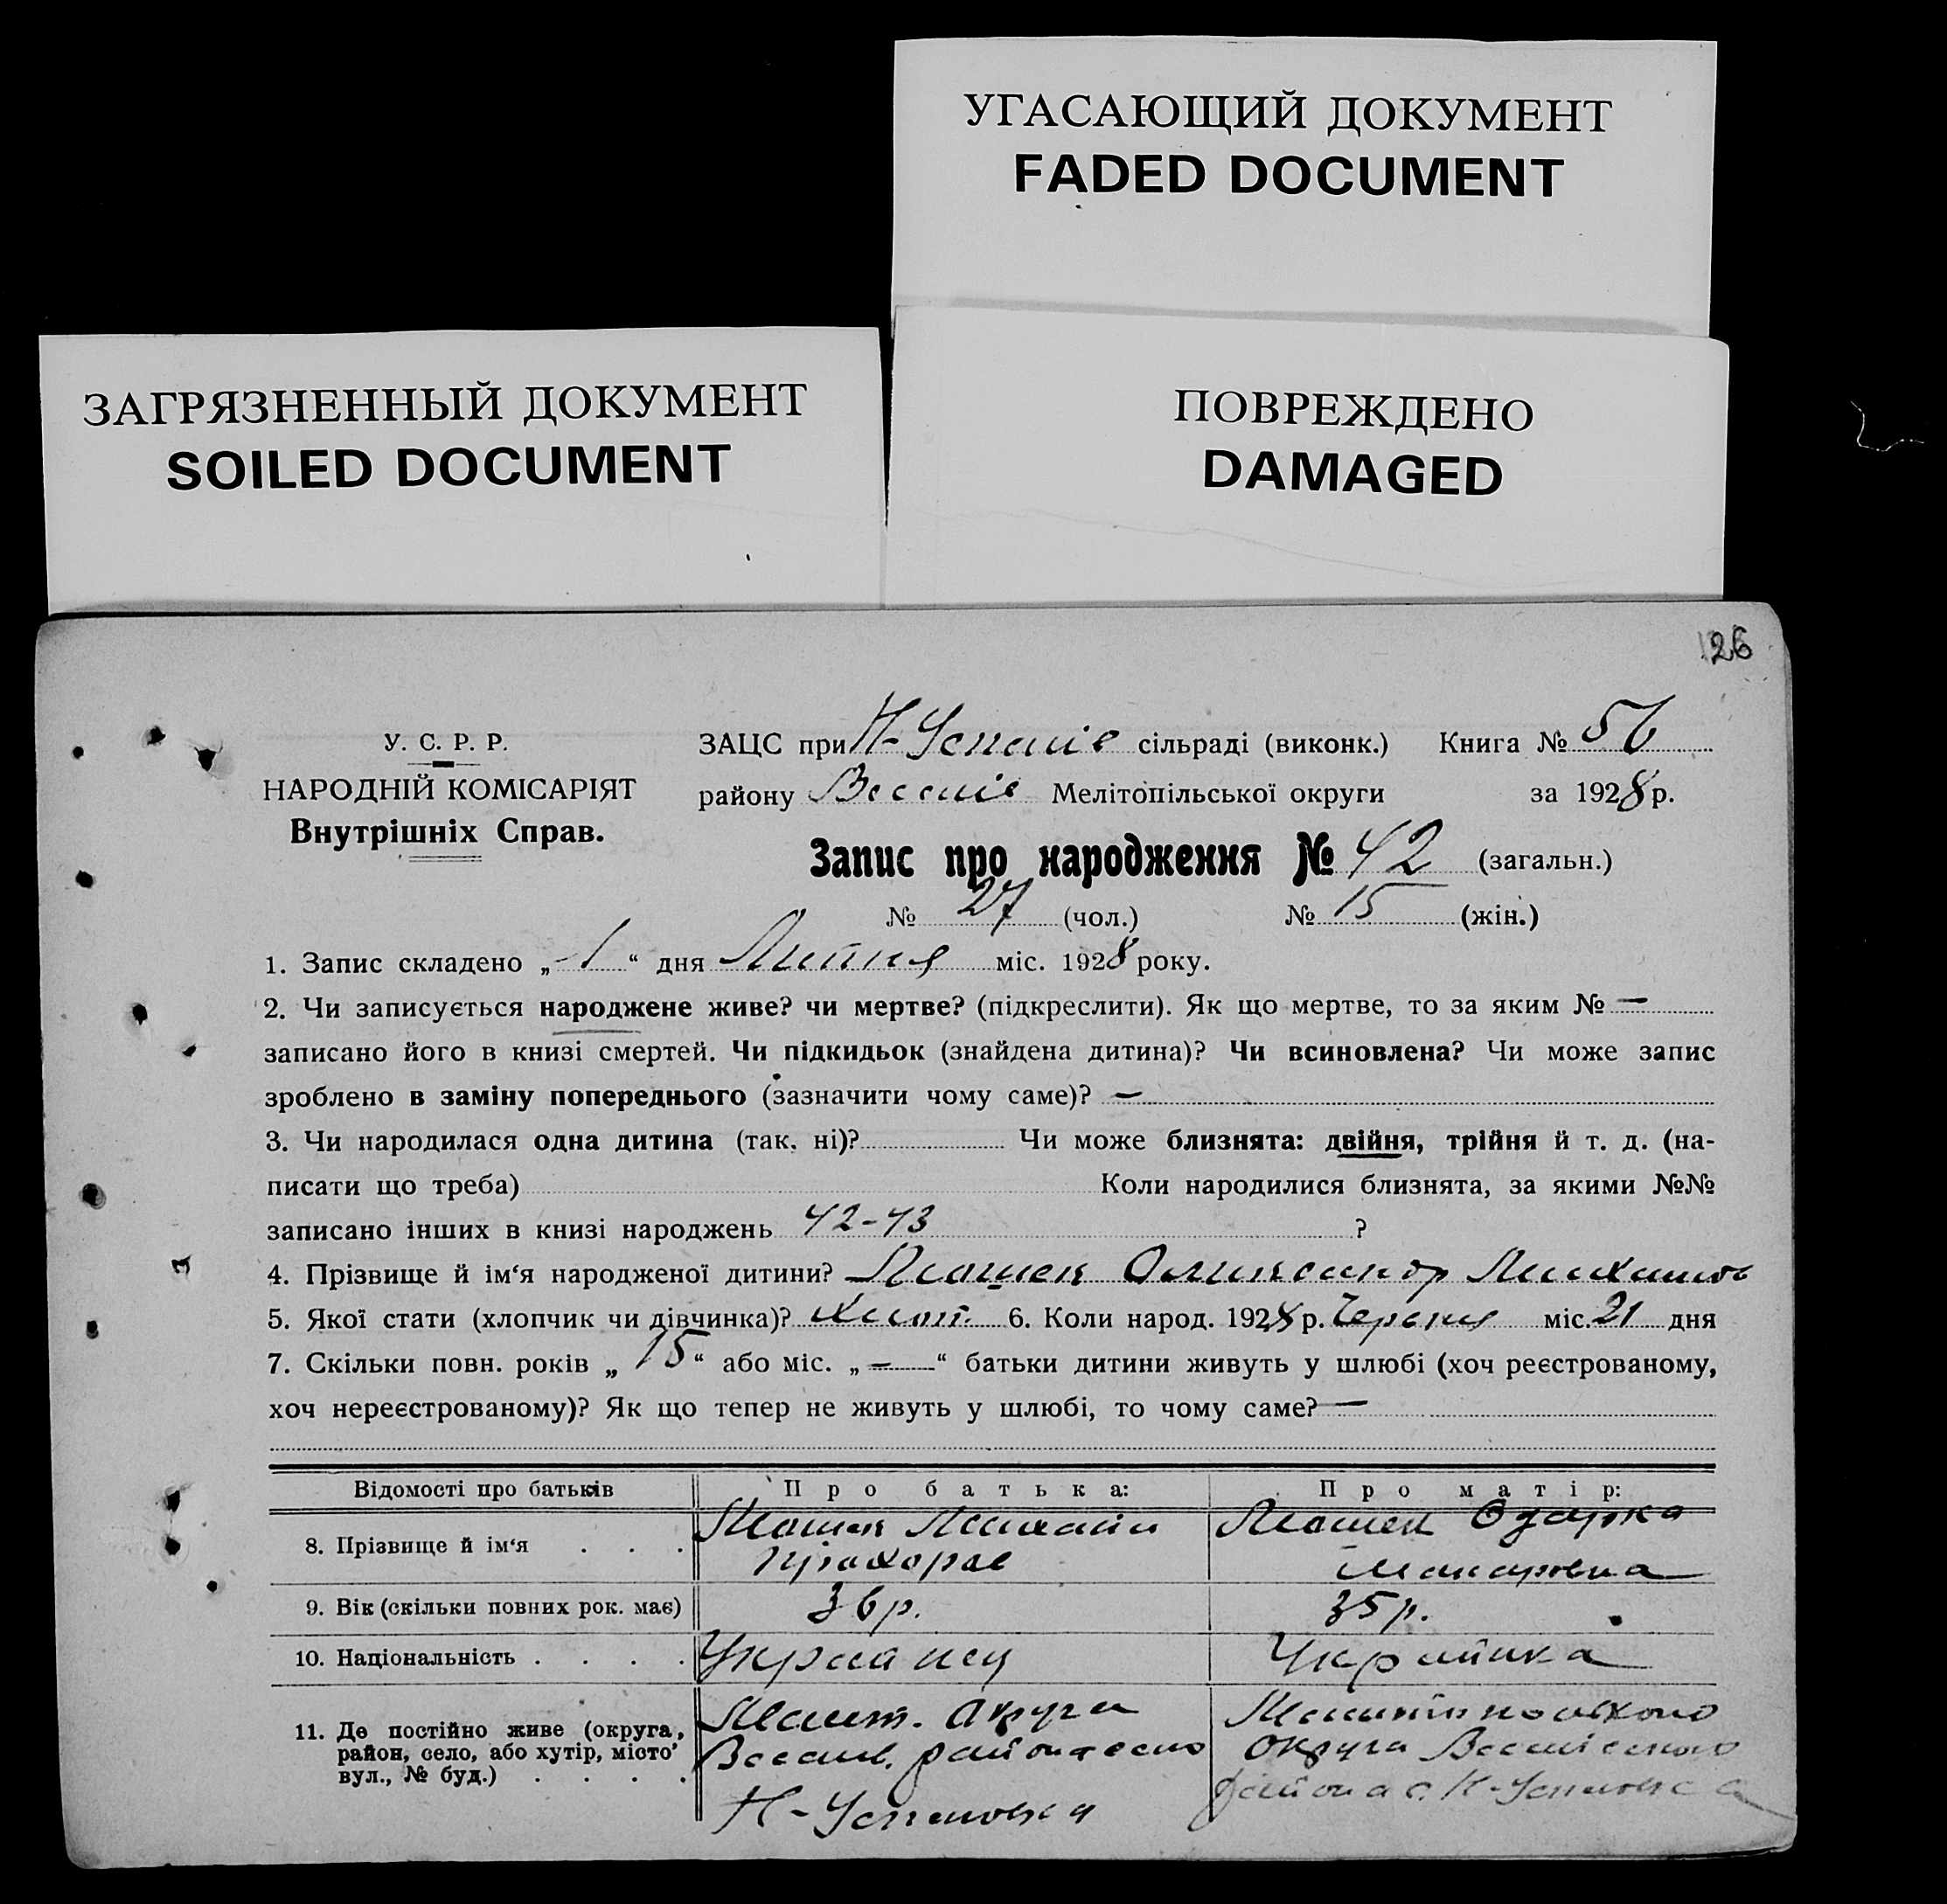 УГАСАЮЩИЙ ДОКУМЕНТ
FADED DOCUMENT
ЗАГРЯЗНЕННЫЙ ДОКУМЕНТ
SOILED DOCUMENT
ПОВРЕЖДЕНО
DAMAGED
126
У. С. Р. Р.
НАРОДНІЙ КОМІСАРІЯТ
Внутрішніх Справ.
ЗАЦС при Н-Успенів сільраді (виконк.) Книга № 56
району Веселів Мелітопільської округи за 1928 р.
Запис про народження № 42 (загальн.)
№ 27 (чол.) № 15 (жін.)
1. Запис складено „1“ дня Липня міс. 1928 року.
2. Чи записується народжене живе? чи мертве? (підкреслити). Як що мертве, то за яким № —
записано його в книзі смертей. Чи підкидьок (знайдена дитина)? Чи всиновлена? Чи може запис
зроблено в заміну попереднього (зазначити чому саме)? —
3. Чи народилася одна дитина (так, ні)? Чи може близнята: двійня, трійня й т. д. (на-
писати що треба) Коли народилися близнята, за якими №№
записано інших в книзі народжень 42-43 ?
4. Прізвище й ім‘я народженої дитини?
5. Якої стати (хлопчик чи дівчинка)? Хлоп. 6. Коли народ. 1928 р. Червня міс. 21 дня
7. Скільки повн. років „15“ або міс. „—“ батьки дитини живуть у шлюбі (хоч реєстрованому,
хоч нереєстрованому)? Як що тепер не живуть у шлюбі, то чому саме? —
Відомості про батьків Про батька: Про матір:
8. Прізвище й ім‘я . . . Михайло Одарка
Прохоров Макаровна
9. Вік (скільки повних рок. має) 36 р. 35 р.
10. Національність . . . . Українец Українка
11. Де постійно живе (округа, район, село, або хутір, місто вул., № буд.) . . . .
Меліт. Округа
Веселів. район село
Н-Успеновка
округа
района с. Н-Успеновка